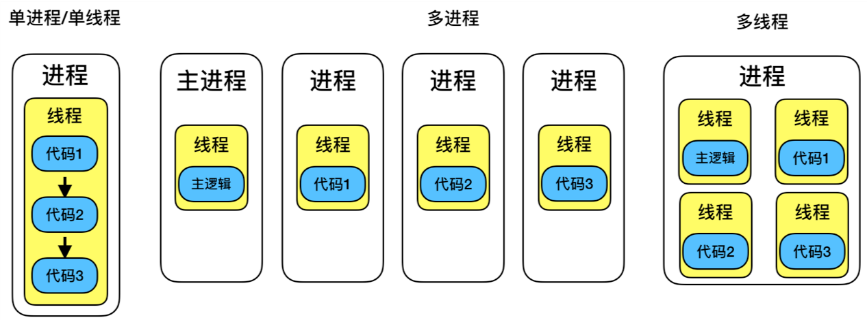 单进程/单线程
多进程
多线程
进程
线程
代码1
代码2
代码3
主进程
线程
主逻辑
进程
线程
代码1
进程
线程
代码2
进程
线程
代码3
进程
线程
主逻辑
线程
代码1
线程
代码2
线程
代码3